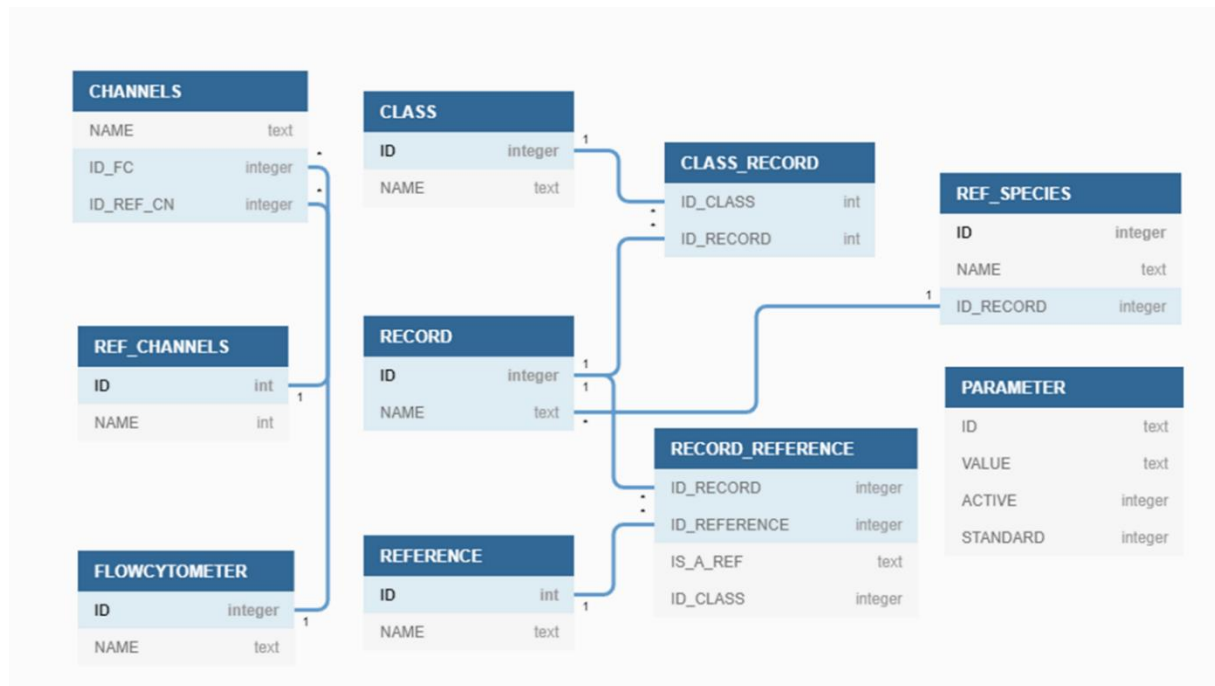 CHANNELS
NAME text
ID_FC integer
ID_REF_CN integer
*
*
REF_CHANNELS
ID int
NAME int
1
FLOWCYTOMETER
ID integer
NAME text
1
CLASS
ID integer
NAME text
1
RECORD
ID integer
NAME text
1
1
*
REFERENCE
ID int
NAME text
1
CLASS_RECORD
ID_CLASS int
ID_RECORD int
*
*
RECORD_REFERENCE
ID_RECORD integer
ID_REFERENCE integer
IS_A_REF text
ID_CLASS integer
*
*
REF_SPECIES
ID integer
NAME text
ID_RECORD integer
1
PARAMETER
ID text
VALUE text
ACTIVE integer
STANDARD integer